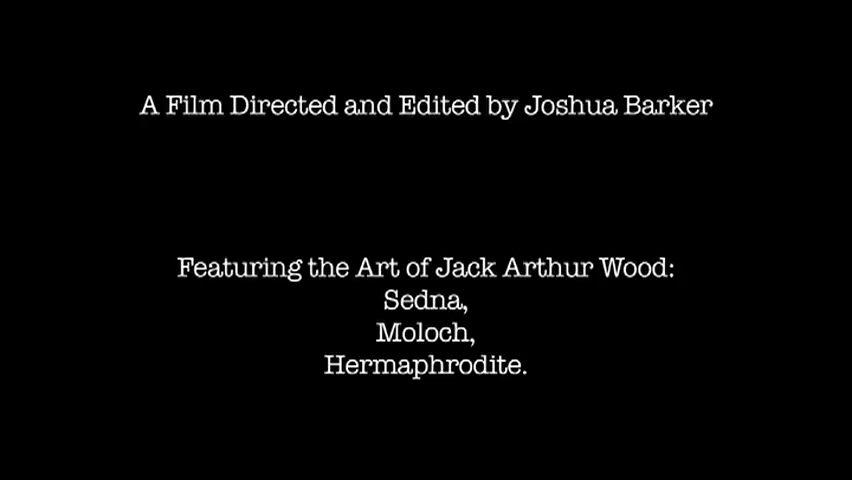 A Film Directed and Edited by Joshua Barker
Featuring the Art of Jack Arthur Wood:
Sedna,
Moloch,
Hermaphrodite.